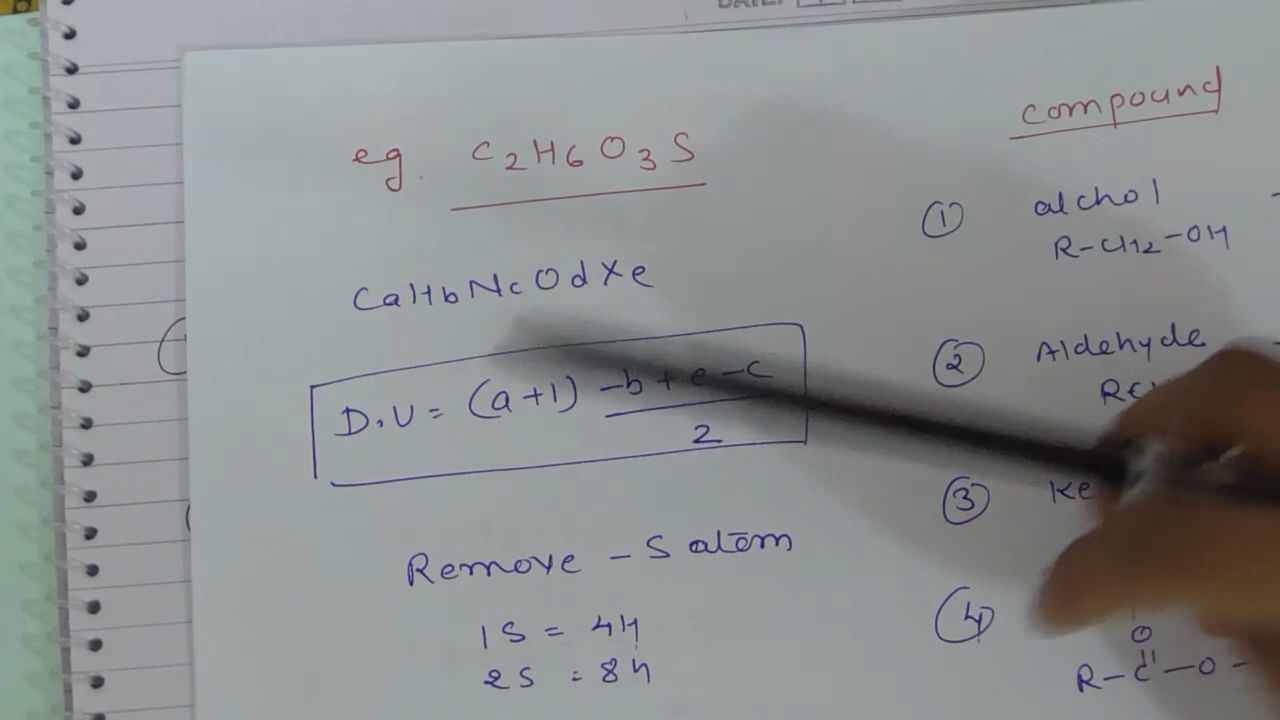 eg. C2H6O3S
CaHbNcOdXe
D.U = (a+1) -b+e-c
2
Remove - S atom
1S = 4H
2S = 8H
compound
① alchol
R-CH2-OH
② Aldehyde
③ Ke
④
O
R-C-O-